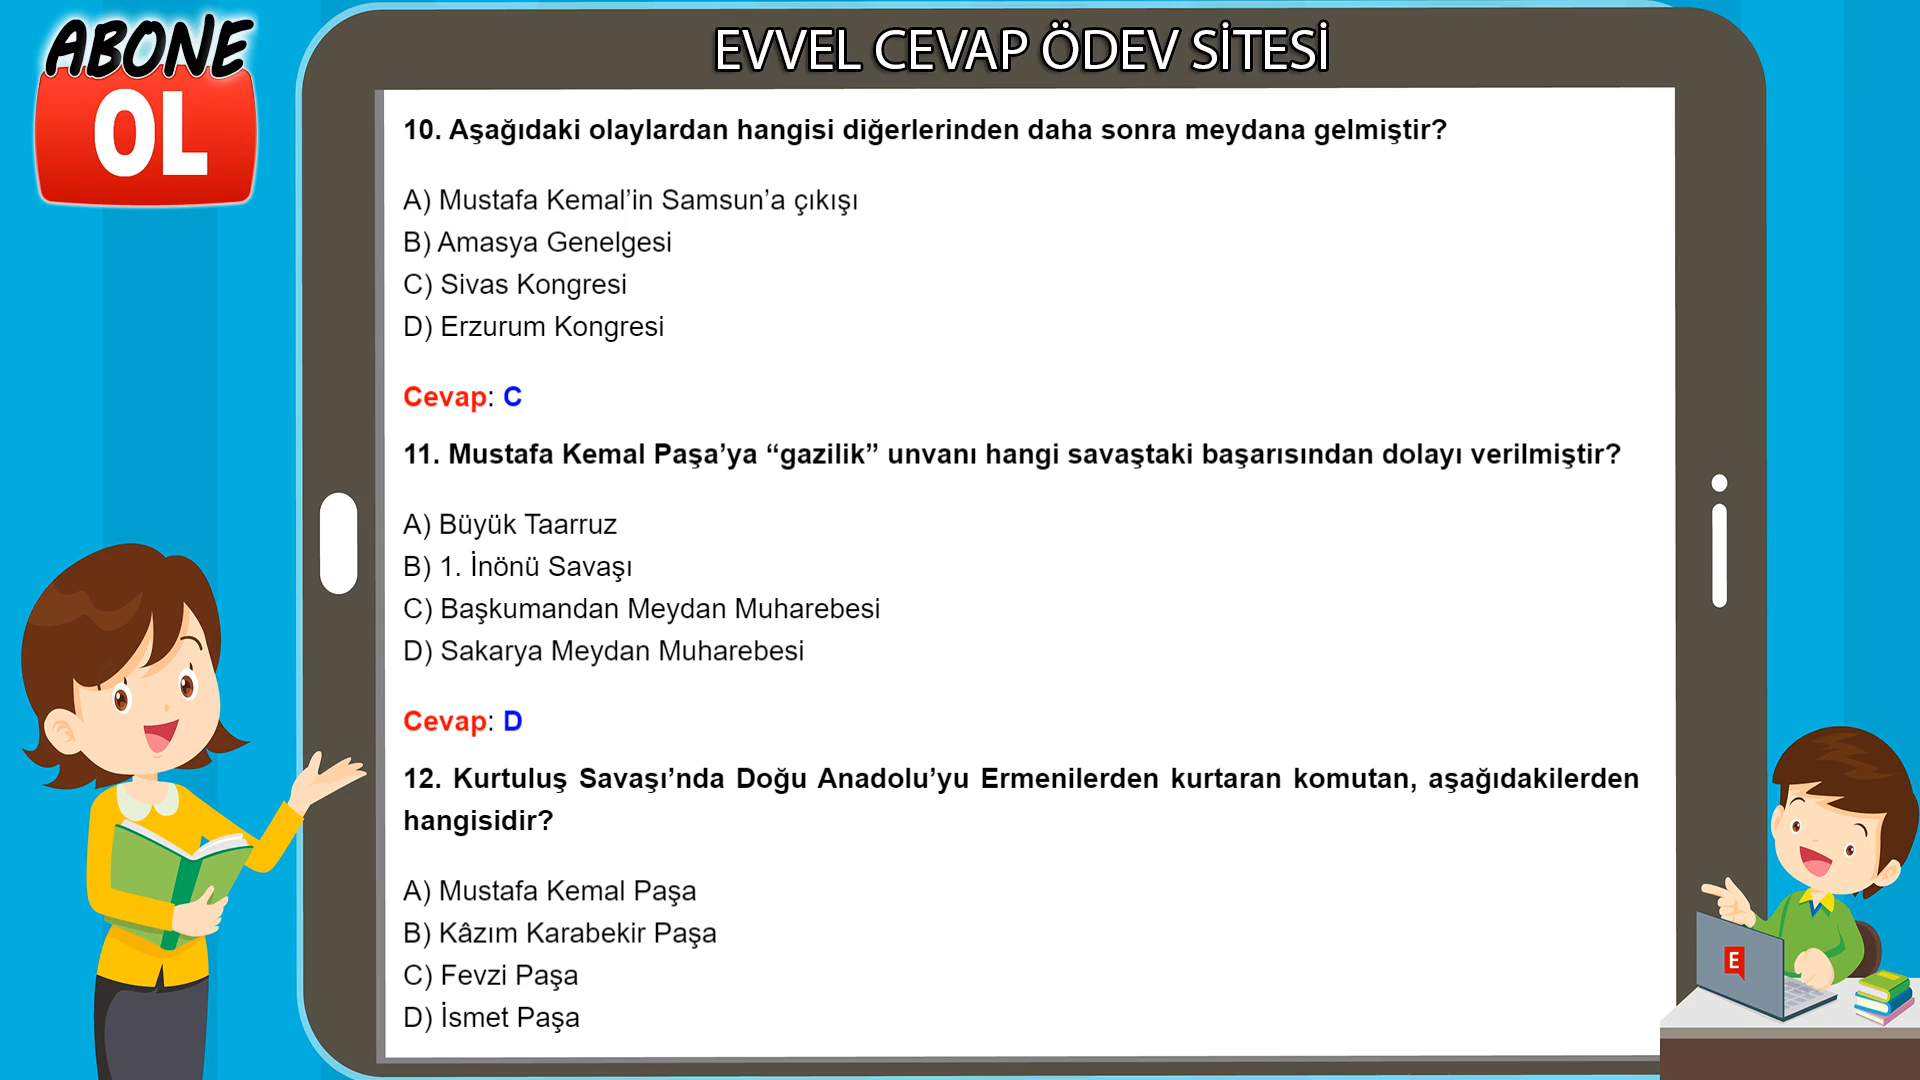 ABONE
OL
EVVEL CEVAP ÖDEV SİTESİ
10. Aşağıdaki olaylardan hangisi diğerlerinden daha sonra meydana gelmiştir?
A) Mustafa Kemal’in Samsun’a çıkışı
B) Amasya Genelgesi
C) Sivas Kongresi
D) Erzurum Kongresi
Cevap: C
11. Mustafa Kemal Paşa’ya “gazilik” unvanı hangi savaştaki başarısından dolayı verilmiştir?
A) Büyük Taarruz
B) 1. İnönü Savaşı
C) Başkumandan Meydan Muharebesi
D) Sakarya Meydan Muharebesi
Cevap: D
12. Kurtuluş Savaşı’nda Doğu Anadolu’yu Ermenilerden kurtaran komutan, aşağıdakilerden
hangisidir?
A) Mustafa Kemal Paşa
B) Kâzım Karabekir Paşa
C) Fevzi Paşa
D) İsmet Paşa
E